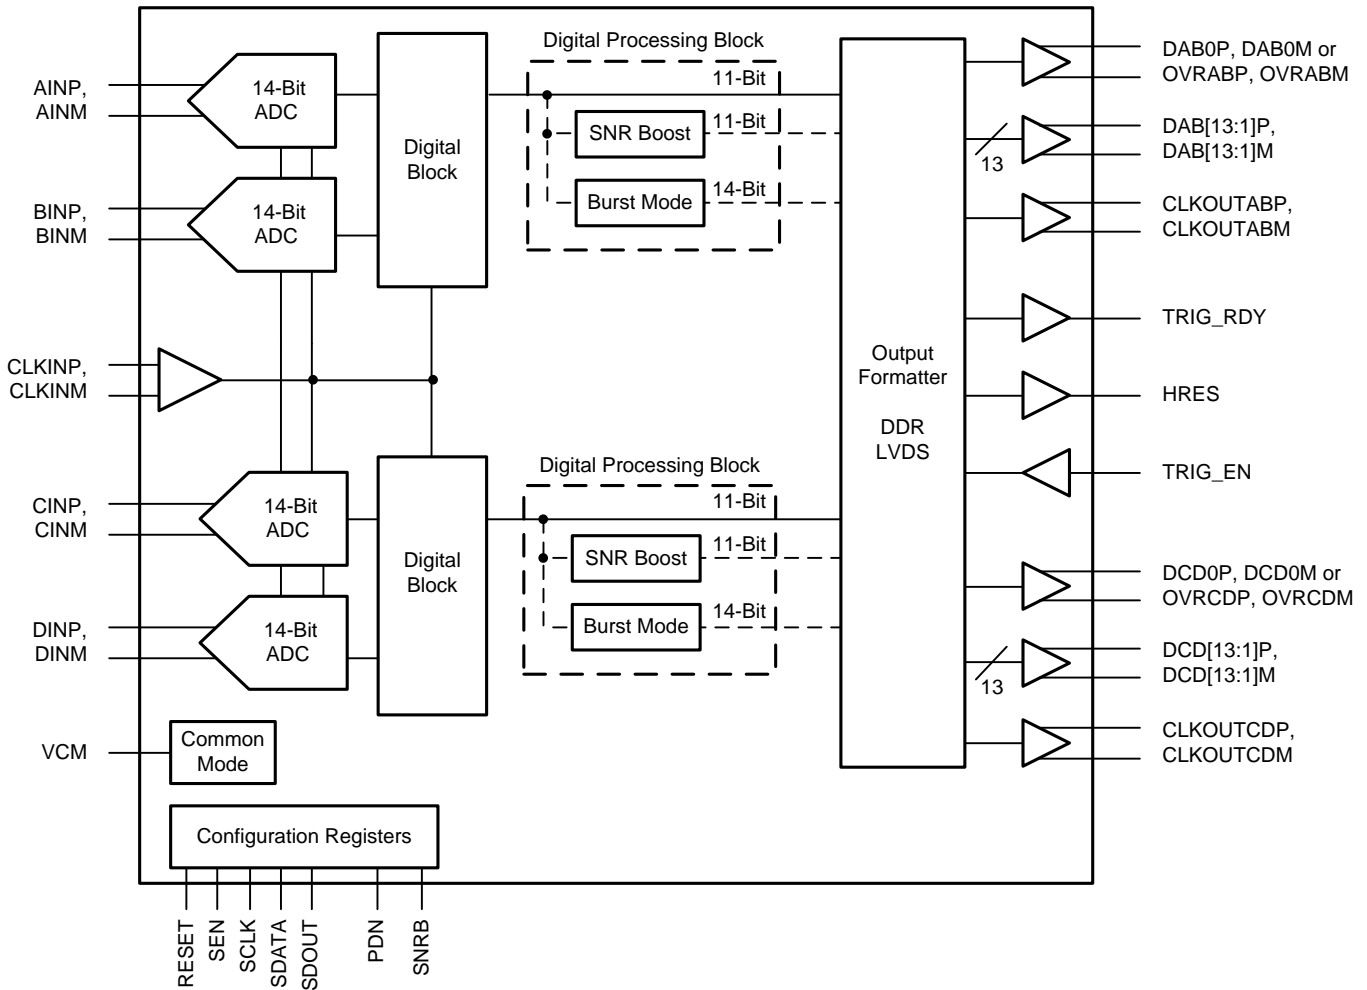 AINP,
AINM
14-Bit
ADC
BINP,
BINM
14-Bit
ADC
Digital
Block
Digital Processing Block
11-Bit
SNR Boost
11-Bit
Burst Mode
14-Bit
CLKINP,
CLKINM
CINP,
CINM
14-Bit
ADC
DINP,
DINM
14-Bit
ADC
Digital
Block
Digital Processing Block
11-Bit
SNR Boost
11-Bit
Burst Mode
14-Bit
Output
Formatter
DDR
LVDS
DAB0P, DAB0M or
OVRABP, OVRABM
13
DAB[13:1]P,
DAB[13:1]M
CLKOUTABP,
CLKOUTABM
TRIG_RDY
HRES
TRIG_EN
DCD0P, DCD0M or
OVRCDP, OVRCDM
13
DCD[13:1]P,
DCD[13:1]M
CLKOUTCDP,
CLKOUTCDM
VCM
Common
Mode
Configuration Registers
RESET
SEN
SCLK
SDATA
SDOUT
PDN
SNRB